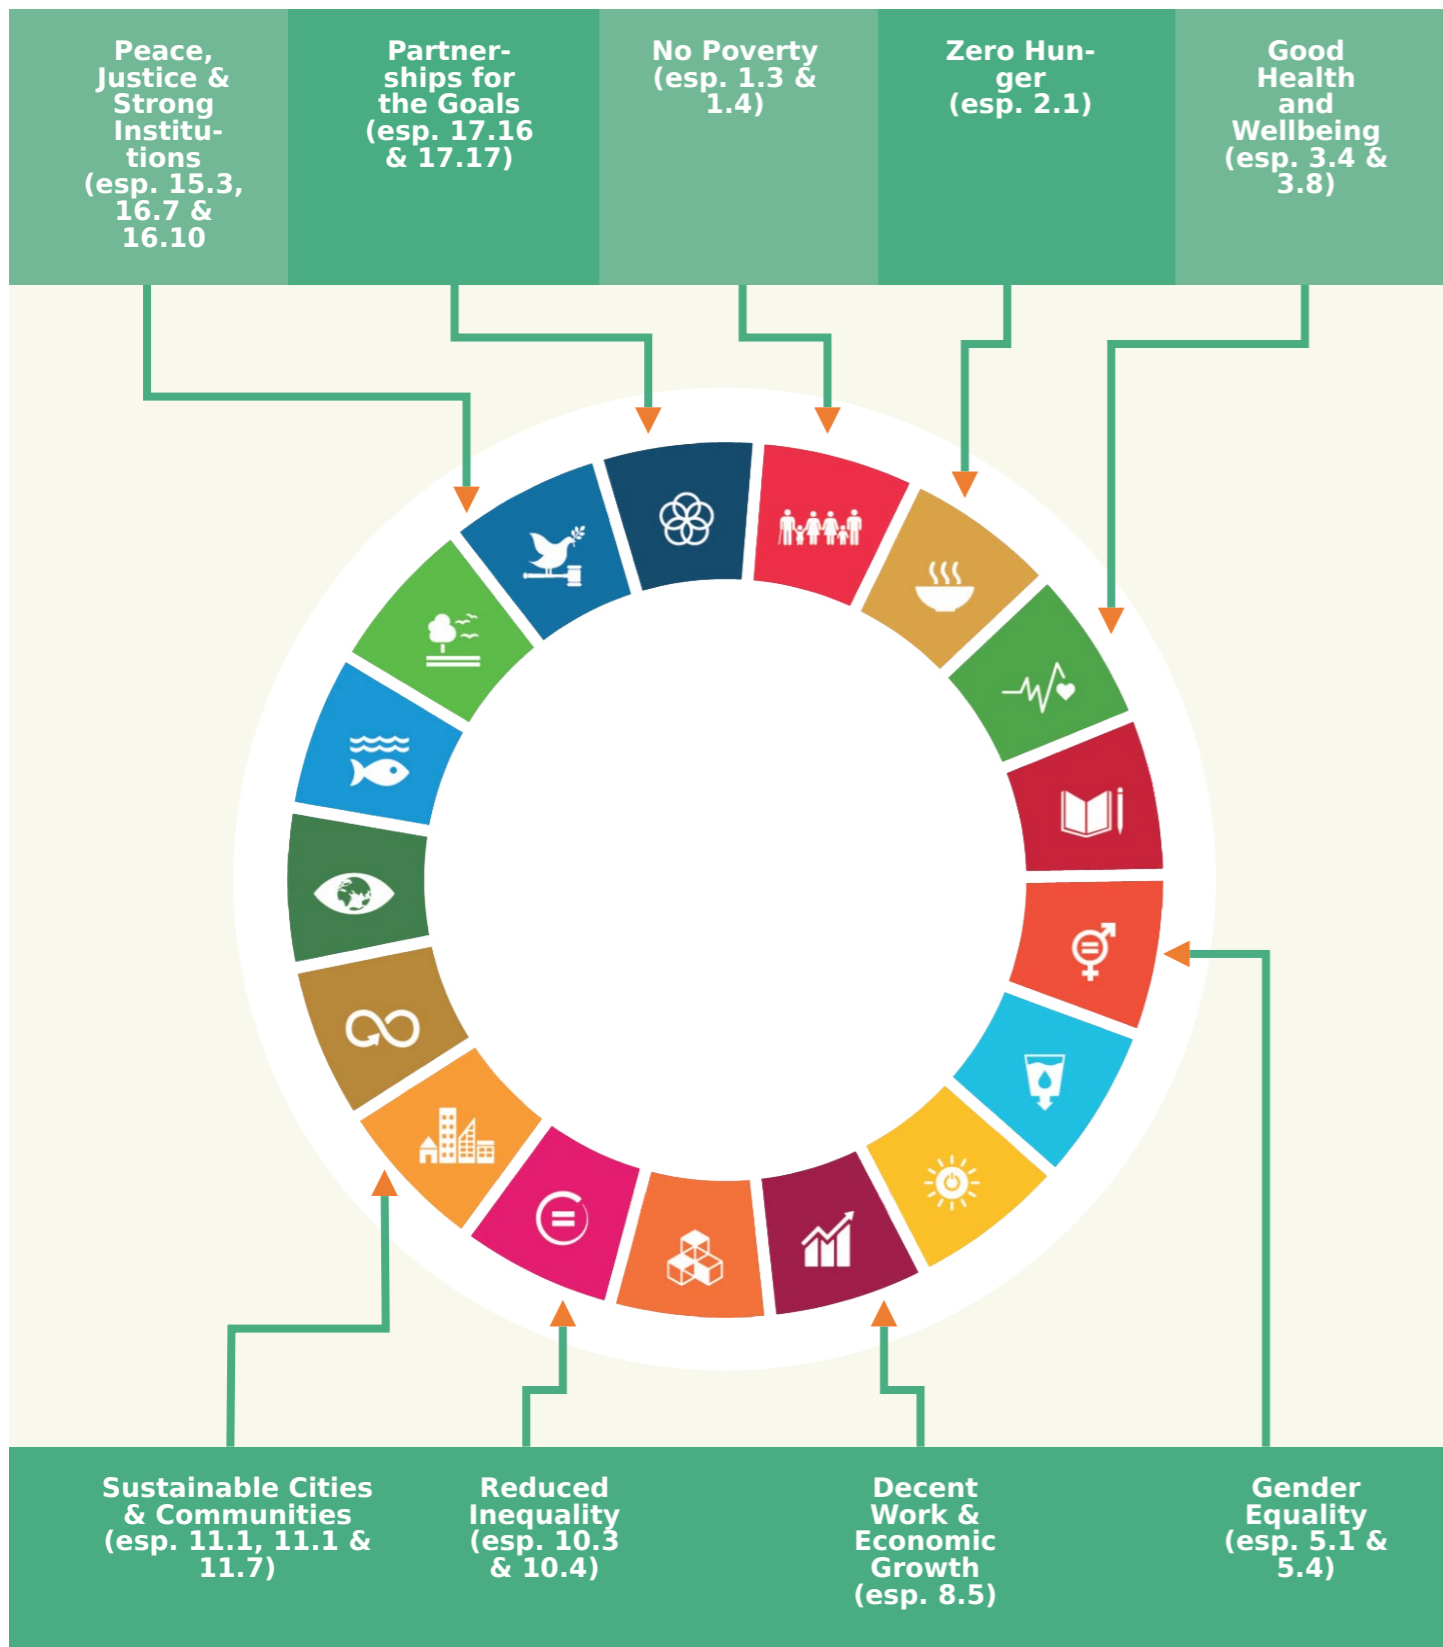 Peace,
Justice &
Strong
Institu-
tions
(esp. 15.3,
16.7 &
16.10
Partner-
ships for
the Goals
(esp. 17.16
& 17.17)
No Poverty
(esp. 1.3 &
1.4)
Zero Hun-
ger
(esp. 2.1)
Good
Health
and
Wellbeing
(esp. 3.4 &
3.8)
Sustainable Cities
& Communities
(esp. 11.1, 11.1 &
11.7)
Reduced
Inequality
(esp. 10.3
& 10.4)
Decent
Work &
Economic
Growth
(esp. 8.5)
Gender
Equality
(esp. 5.1 &
5.4)